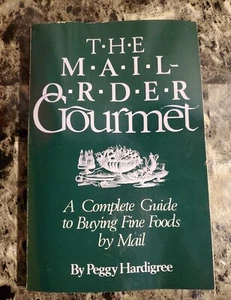 T·H·E
M·A·I·L-
O·R·D·E·R
Gourmet
A Complete Guide
to Buying Fine Foods
by Mail
By Peggy Hardigree